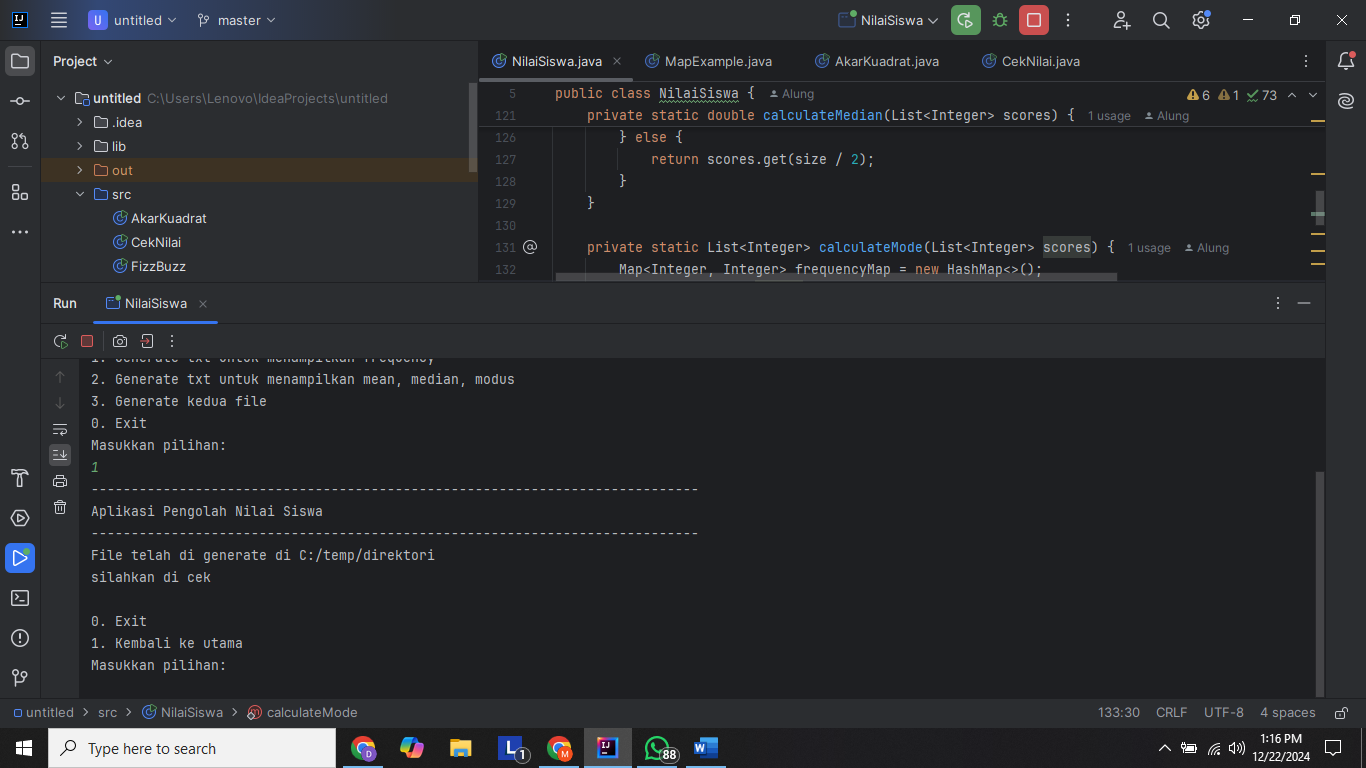 U untitled master NilaiSiswa
Project
untitled C:\Users\Lenovo\IdeaProjects\untitled
.idea
lib
out
src
AkarKuadrat
CekNilai
FizzBuzz
NilaiSiswa.java MapExample.java AkarKuadrat.java CekNilai.java
5 public class NilaiSiswa { Alung 6 1 73
121 private static double calculateMedian(List<Integer> scores) { 1 usage Alung
126 } else {
127 return scores.get(size / 2);
128 }
129 }
130
131 private static List<Integer> calculateMode(List<Integer> scores) { 1 usage Alung
132 Map<Integer, Integer> frequencyMap = new HashMap<>();
Run NilaiSiswa
1. Generate txt untuk menampilkan frequency
2. Generate txt untuk menampilkan mean, median, modus
3. Generate kedua file
0. Exit
Masukkan pilihan:
1
----------------------------------------------------------------------------
Aplikasi Pengolah Nilai Siswa
----------------------------------------------------------------------------
File telah di generate di C:/temp/direktori
silahkan di cek
0. Exit
1. Kembali ke utama
Masukkan pilihan:
untitled > src > NilaiSiswa > calculateMode 133:30 CRLF UTF-8 4 spaces
Type here to search
D L 1 M 88 1:16 PM
12/22/2024